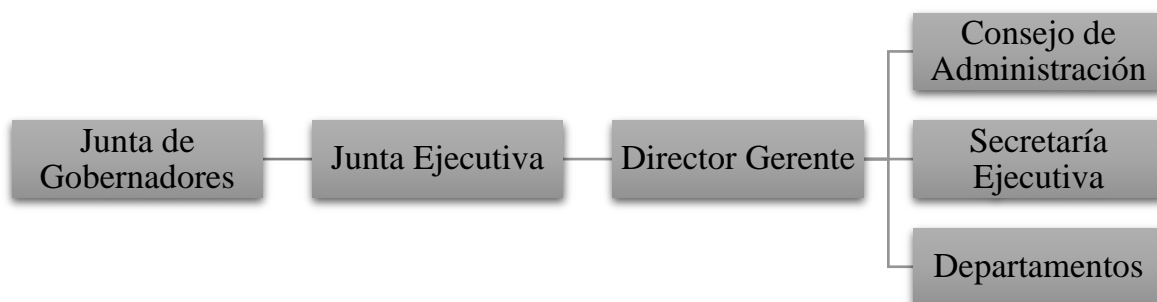 Junta de
Gobernadores
Junta Ejecutiva
Director Gerente
Consejo de
Administración
Secretaría
Ejecutiva
Departamentos